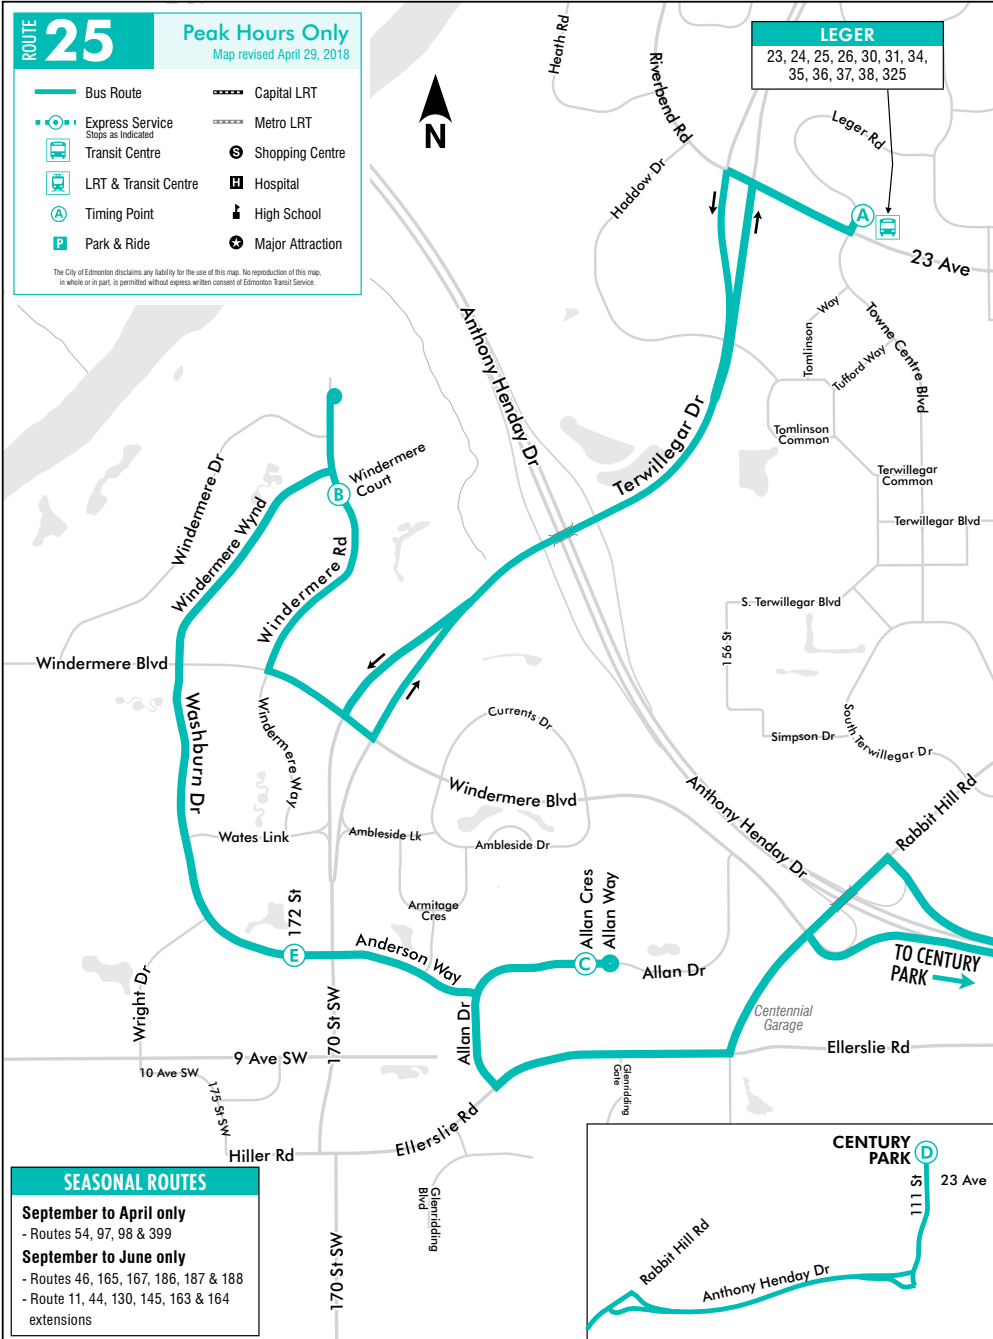 ROUTE
25
Peak Hours Only
Map revised April 29, 2018
Bus Route
Express Service
Stops as Indicated
Transit Centre
LRT & Transit Centre
A Timing Point
P Park & Ride
Capital LRT
Metro LRT
S Shopping Centre
H Hospital
High School
Major Attraction
The City of Edmonton disclaims any liability for the use of this map. No reproduction of this map,
in whole or in part, is permitted without express written consent of Edmonton Transit Service.
N
LEGER
23, 24, 25, 26, 30, 31, 34,
35, 36, 37, 38, 325
Heath Rd
Riverbend Rd
Leger Rd
Haddow Dr
A
23 Ave
Anthony Henday Dr
Terwillegar Dr
Tomlinson
Way
Towne Centre Blvd
Tufford Way
Tomlinson
Common
Terwillegar
Common
Terwillegar Blvd
S. Terwillegar Blvd
156 St
Simpson Dr
South Terwillegar Dr
Windermere Dr
Windermere
Court
B
Windermere Wynd
Windermere Rd
Windermere Blvd
Washburn Dr
Windermere Way
Currents Dr
Windermere Blvd
Anthony Henday Dr
Rabbit Hill Rd
Wates Link
Ambleside Lk
Ambleside Dr
Armitage
Cres
172 St
E
Anderson Way
C
Allan Cres
Allan Way
Allan Dr
TO CENTURY
PARK
Wright Dr
170 St SW
Allan Dr
Centennial
Garage
Ellerslie Rd
9 Ave SW
10 Ave SW
175 St SW
Hiller Rd
Ellerslie Rd
Glenridding
Gate
Glenridding
Blvd
170 St SW
SEASONAL ROUTES
September to April only
- Routes 54, 97, 98 & 399
September to June only
- Routes 46, 165, 167, 186, 187 & 188
- Route 11, 44, 130, 145, 163 & 164
extensions
CENTURY
PARK
D
23 Ave
111 St
Rabbit Hill Rd
Anthony Henday Dr